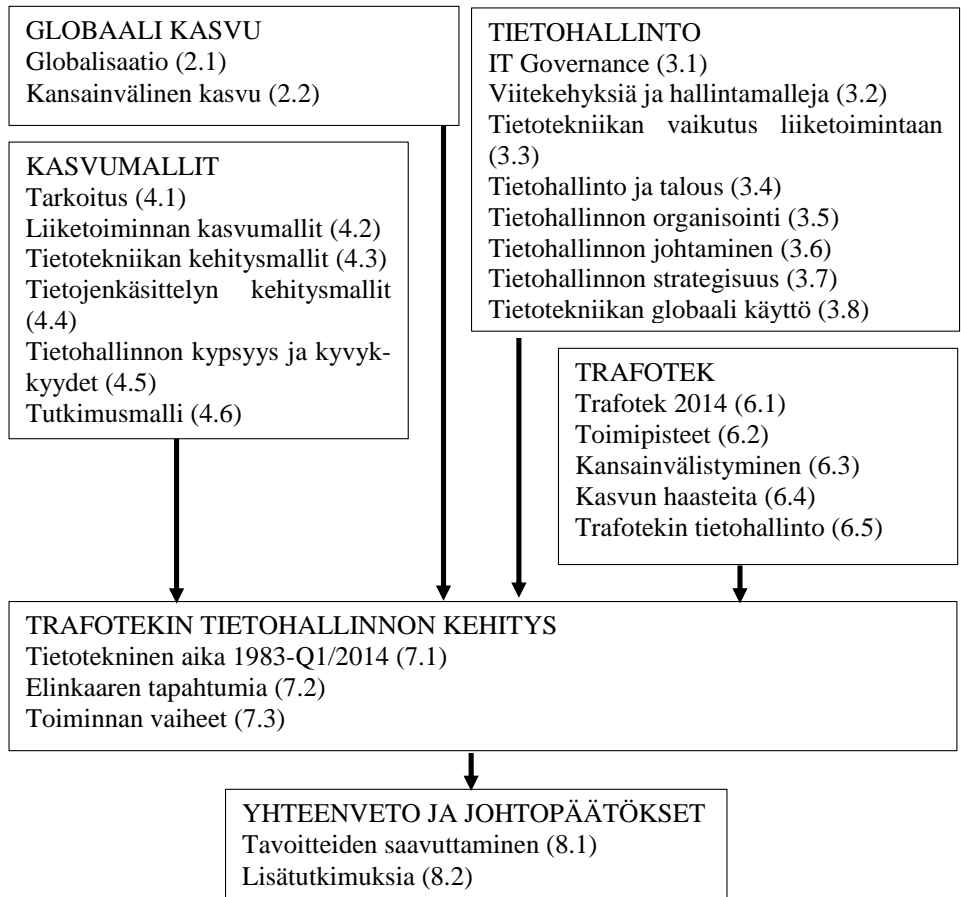 GLOBAALI KASVU
Globalisaatio (2.1)
Kansainvälinen kasvu (2.2)
TIETOHALLINTO
IT Governance (3.1)
Viitekehyksiä ja hallintamalleja (3.2)
Tietotekniikan vaikutus liiketoimintaan
(3.3)
Tietohallinto ja talous (3.4)
Tietohallinnon organisointi (3.5)
Tietohallinnon johtaminen (3.6)
Tietohallinnon strategisuus (3.7)
Tietotekniikan globaali käyttö (3.8)
KASVUMALLIT
Tarkoitus (4.1)
Liiketoiminnan kasvumallit (4.2)
Tietotekniikan kehitysmallit (4.3)
Tietojenkäsittelyn kehitysmallit
(4.4)
Tietohallinnon kypsyys ja kyvyk-
kyydet (4.5)
Tutkimusmalli (4.6)
TRAFOTEK
Trafotek 2014 (6.1)
Toimipisteet (6.2)
Kansainvälistyminen (6.3)
Kasvun haasteita (6.4)
Trafotekin tietohallinto (6.5)
TRAFOTEKIN TIETOHALLINNON KEHITYS
Tietotekninen aika 1983-Q1/2014 (7.1)
Elinkaaren tapahtumia (7.2)
Toiminnan vaiheet (7.3)
YHTEENVETO JA JOHTOPÄÄTÖKSET
Tavoitteiden saavuttaminen (8.1)
Lisätutkimuksia (8.2)